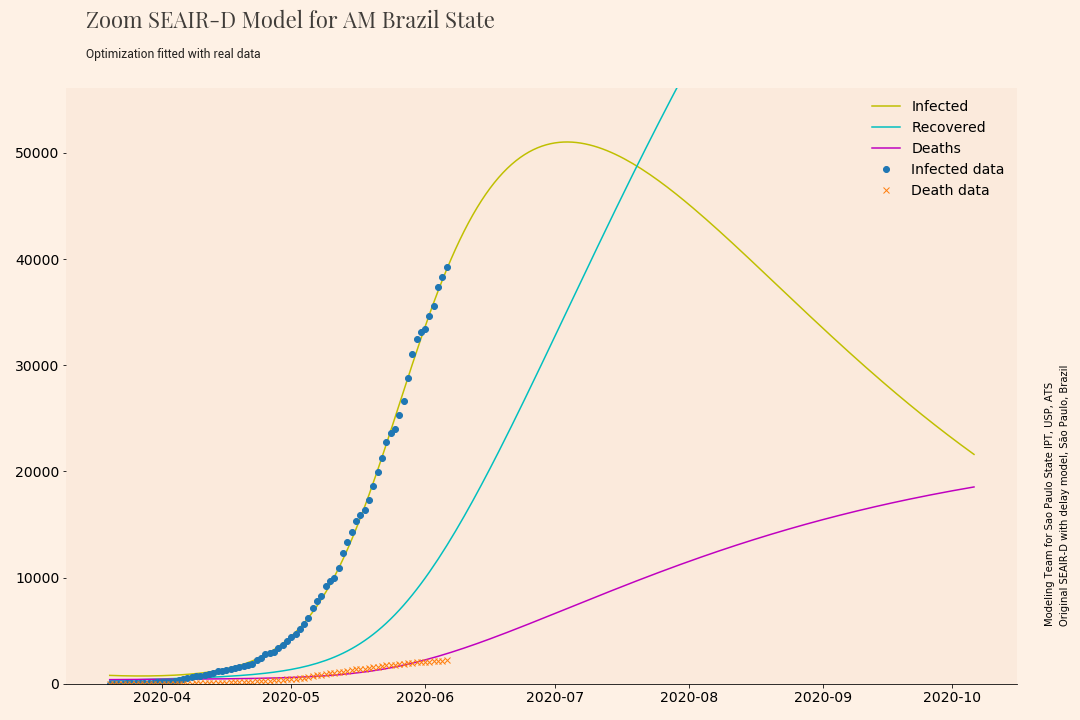 Zoom SEAIR-D Model for AM Brazil State
Optimization fitted with real data
Infected
Recovered
Deaths
Infected data
Death data
50000
40000
30000
20000
10000
0
2020-04
2020-05
2020-06
2020-07
2020-08
2020-09
2020-10
Modeling Team for Sao Paulo State IPT, USP, ATS
Original SEAIR-D with delay model, São Paulo, Brazil